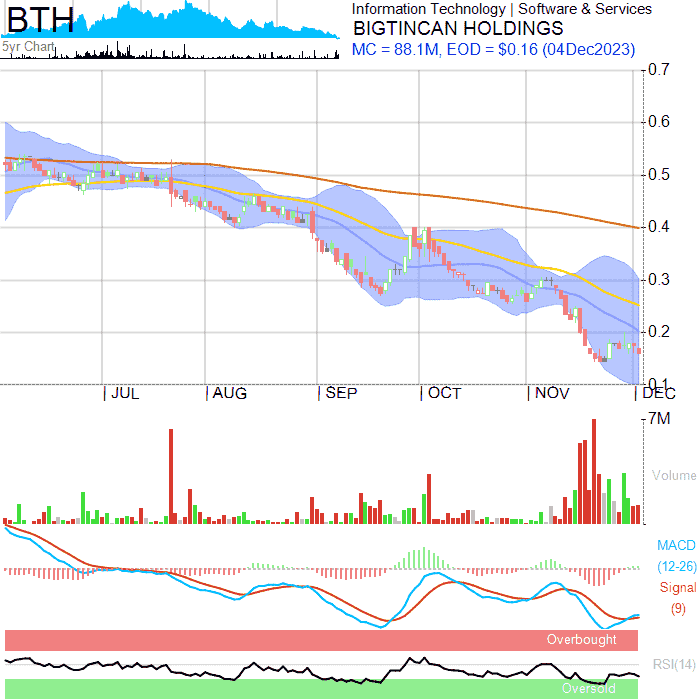 BTH
5yr Chart
Information Technology | Software & Services
BIGTINCAN HOLDINGS
MC = 88.1M, EOD = $0.16 (04Dec2023)
0.7
0.6
0.5
0.4
0.3
0.2
0.1
JUL AUG SEP OCT NOV DEC
7M
Volume
MACD
(12-26)
Signal
(9)
Overbought
RSI(14)
Oversold